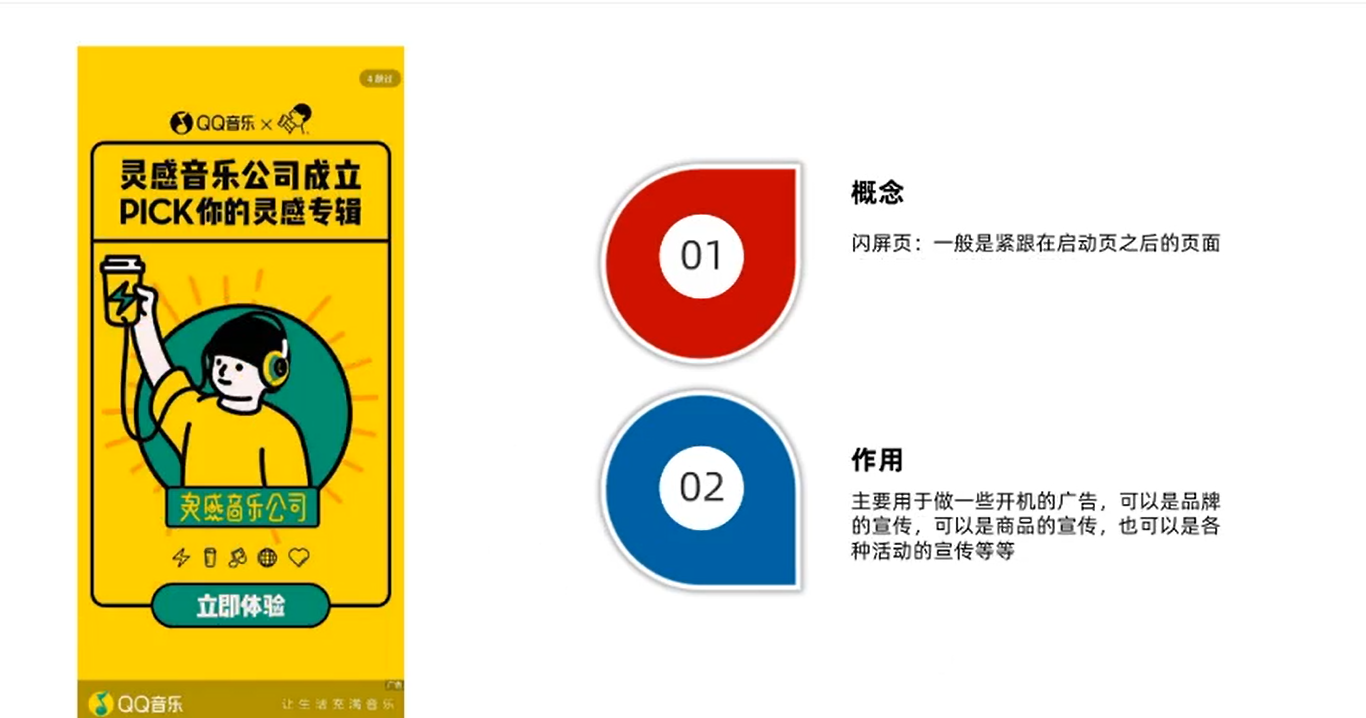 4 跳过
QQ音乐 ×
灵感音乐公司成立
PICK你的灵感专辑
灵感音乐公司
立即体验
广告
QQ音乐
让生活充满音乐
01
概念
闪屏页：一般是紧跟在启动页之后的页面
02
作用
主要用于做一些开机的广告，可以是品牌
的宣传，可以是商品的宣传，也可以是各
种活动的宣传等等